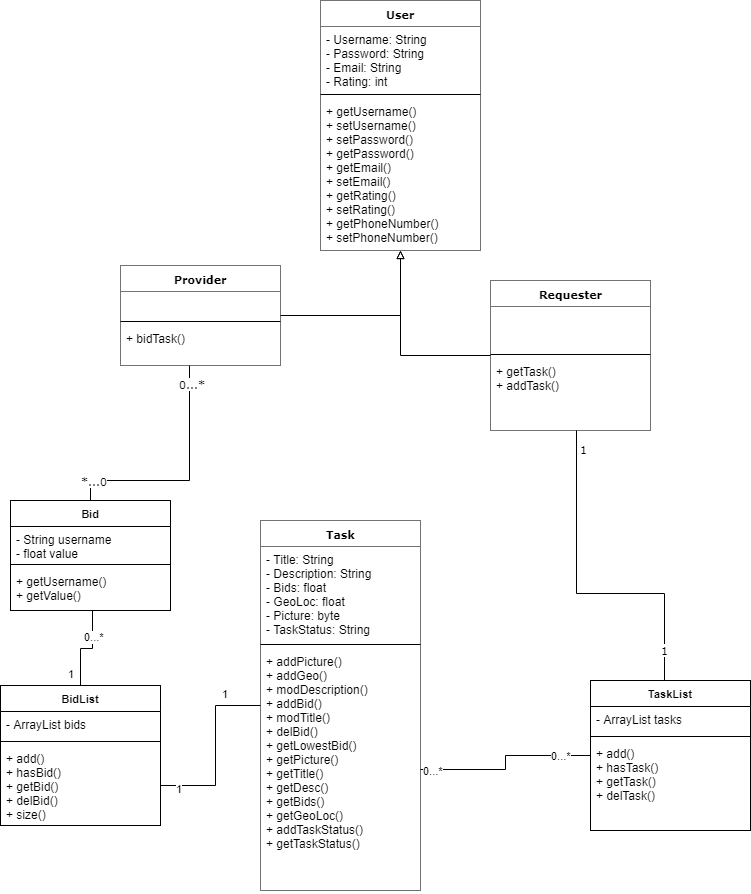 User
- Username: String
- Password: String
- Email: String
- Rating: int
+ getUsername()
+ setUsername()
+ setPassword()
+ getPassword()
+ getEmail()
+ setEmail()
+ getRating()
+ setRating()
+ getPhoneNumber()
+ setPhoneNumber()
Provider
+ bidTask()
Requester
+ getTask()
+ addTask()
0...*
1
*...0
Bid
- String username
- float value
+ getUsername()
+ getValue()
0...*
1
Task
- Title: String
- Description: String
- Bids: float
- GeoLoc: float
- Picture: byte
- TaskStatus: String
+ addPicture()
+ addGeo()
+ modDescription()
+ addBid()
+ modTitle()
+ delBid()
+ getLowestBid()
+ getPicture()
+ getTitle()
+ getDesc()
+ getBids()
+ getGeoLoc()
+ addTaskStatus()
+ getTaskStatus()
1
BidList
- ArrayList bids
+ add()
+ hasBid()
+ getBid()
+ delBid()
+ size()
1
1
TaskList
- ArrayList tasks
+ add()
+ hasTask()
+ getTask()
+ delTask()
0...*
0...*